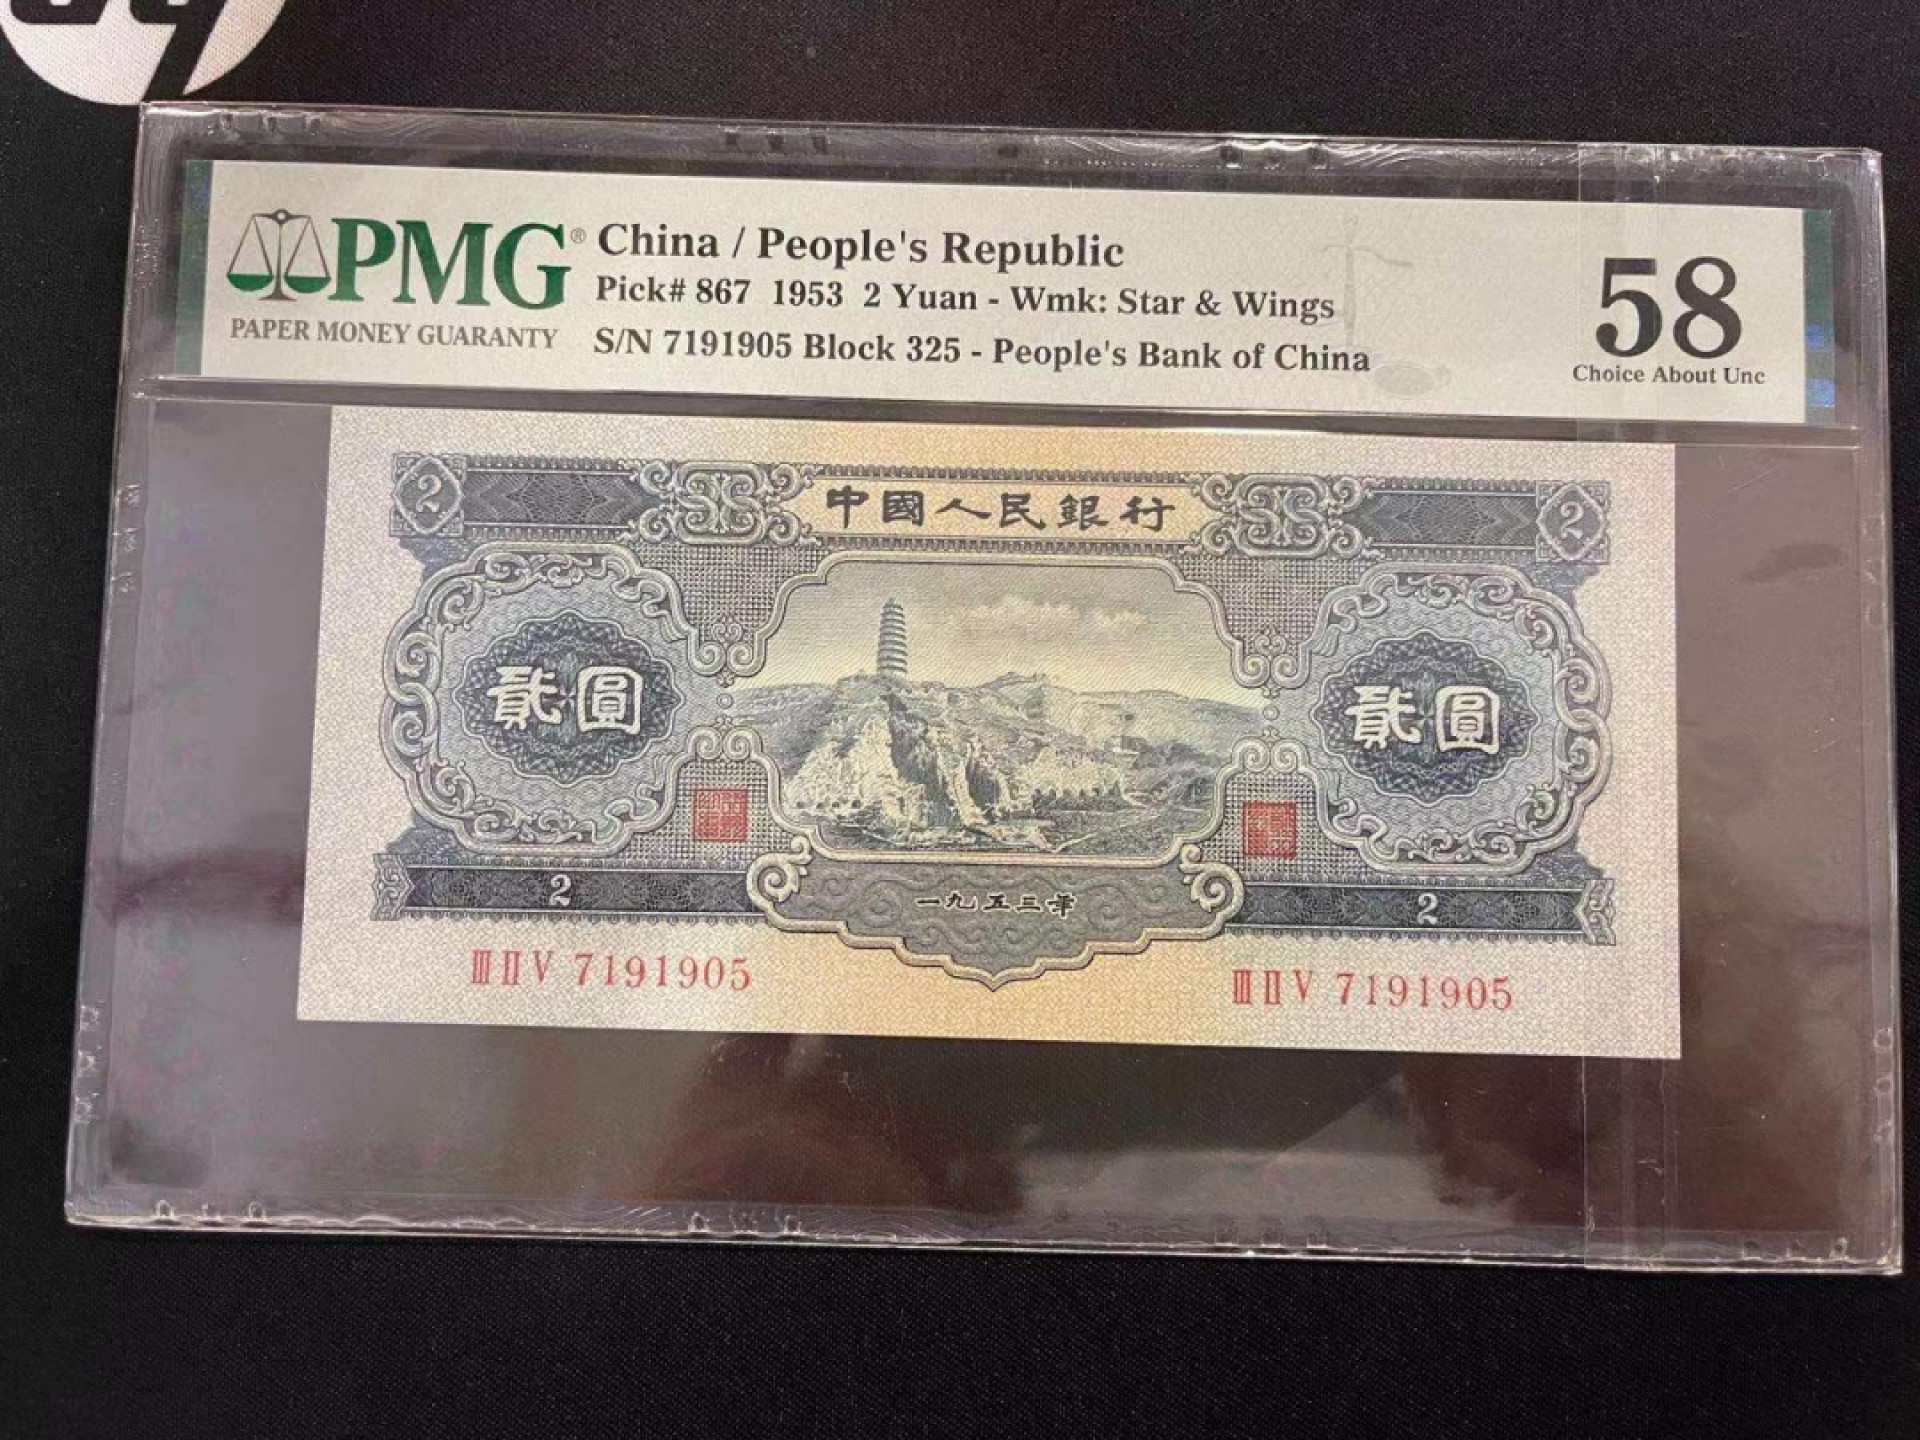 PMG®
PAPER MONEY GUARANTY
China / People's Republic
Pick# 867 1953 2 Yuan - Wmk: Star & Wings
S/N 7191905 Block 325 - People's Bank of China
58
Choice About Unc
2
中國人民銀行
2
貳圓
貳圓
2
一九五三年
2
III II V 7191905
III II V 7191905